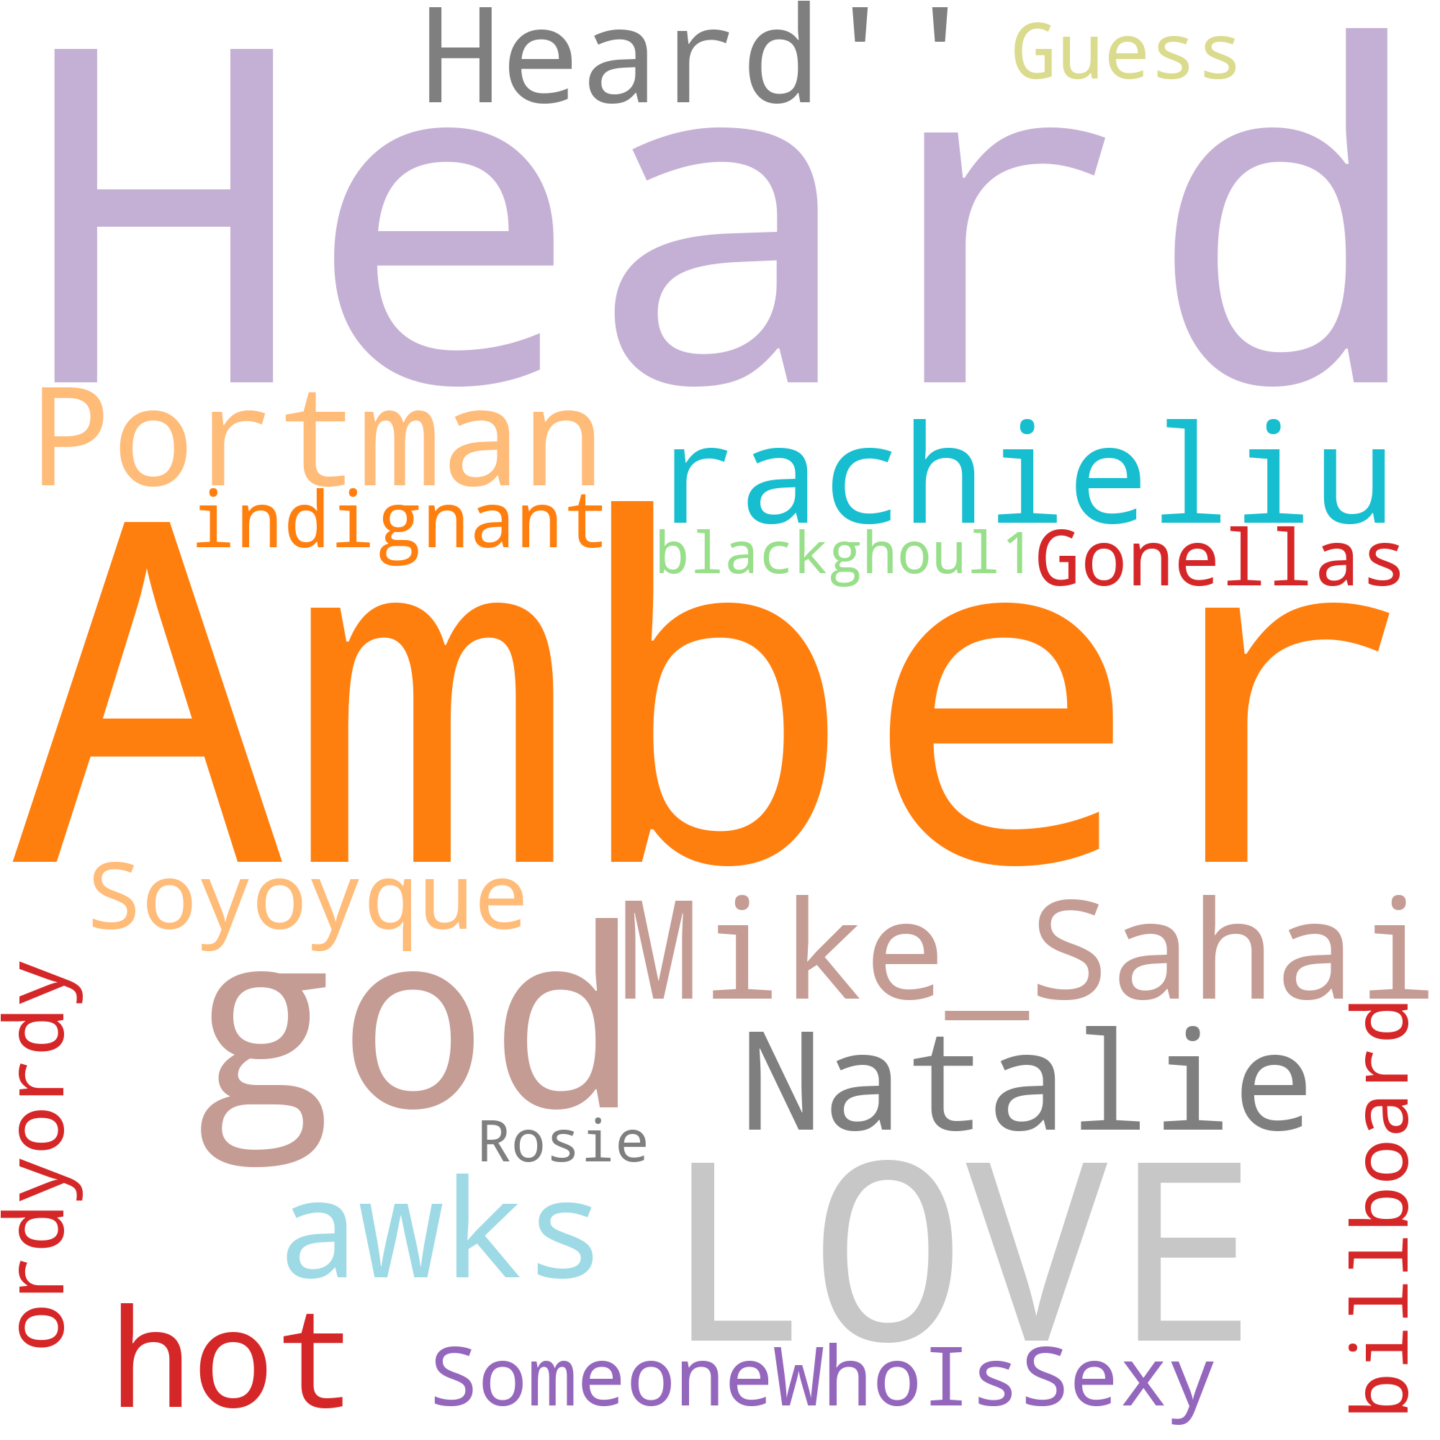 Heard''
Guess
Heard
Portman
rachieliu
indignant
blackghoul1
Gonellas
Amber
Soyoyque
Mike_Sahai
god
ordyordy
Natalie
billboard
Rosie
LOVE
awks
hot
SomeoneWhoIsSexy